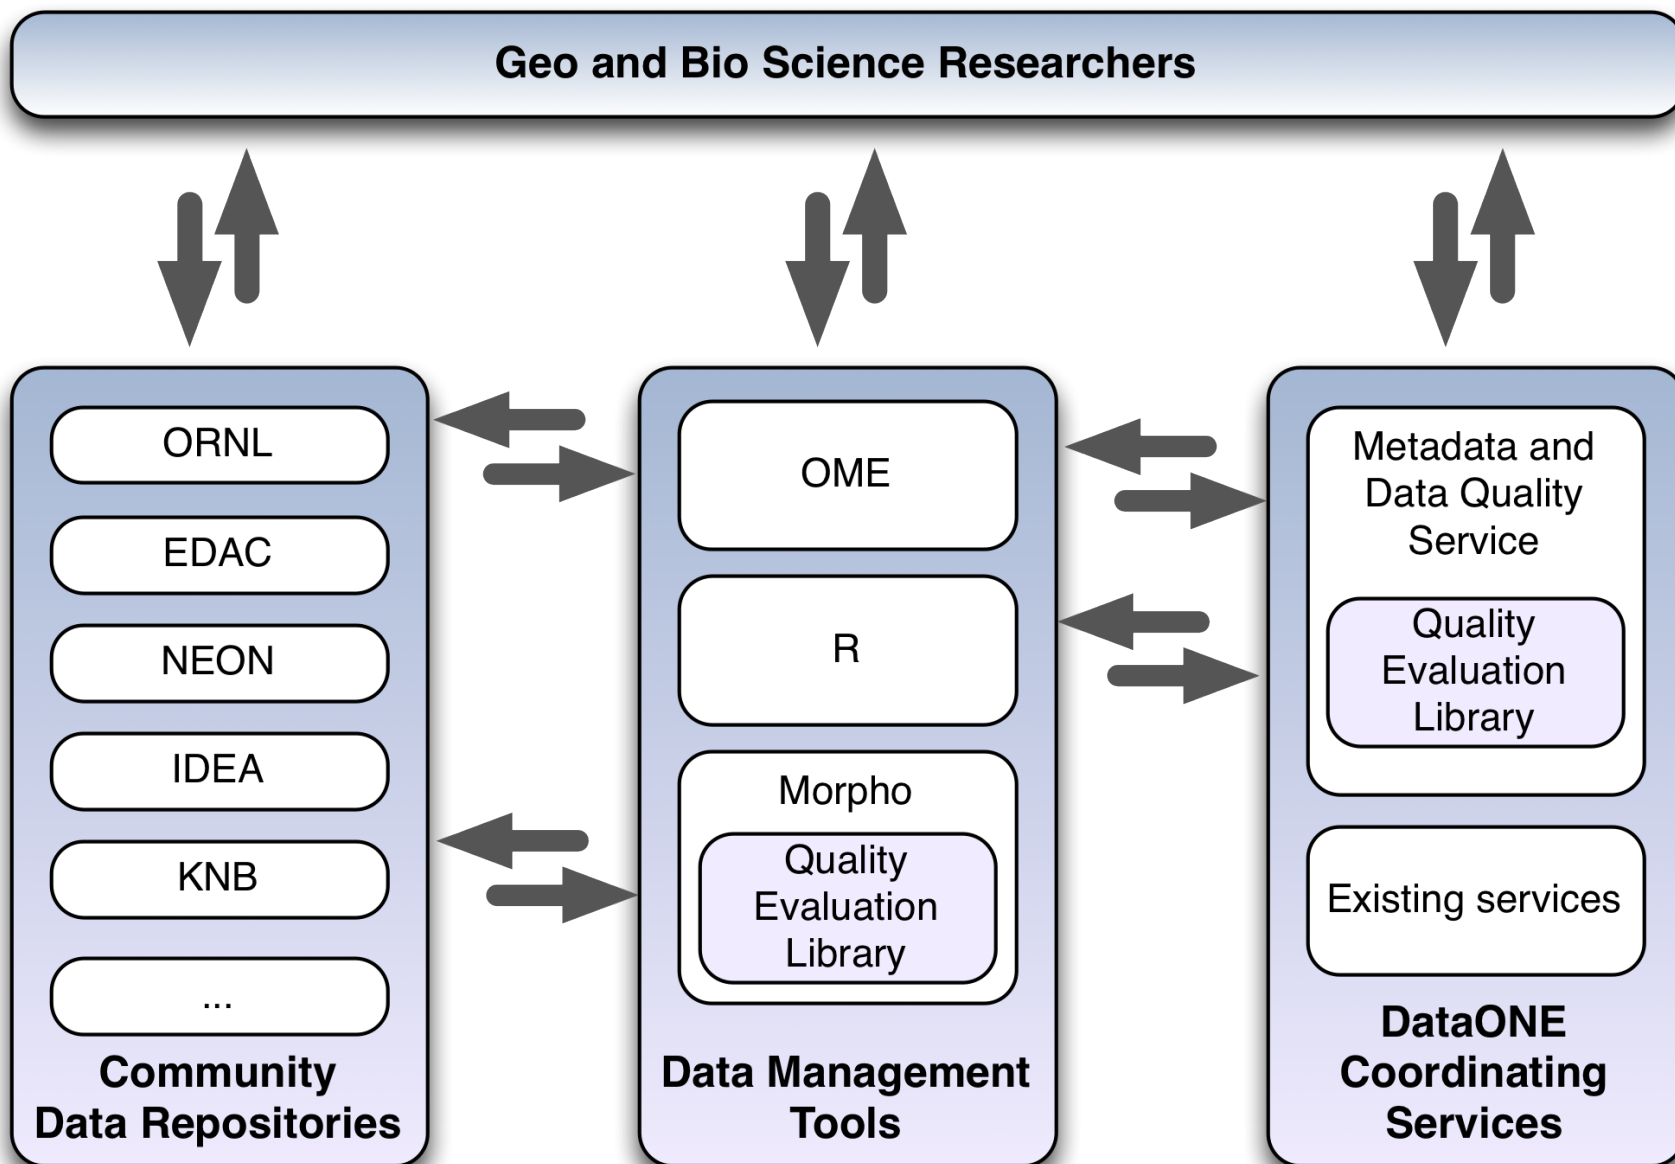 Geo and Bio Science Researchers
ORNL
EDAC
NEON
IDEA
KNB
...
Community
Data Repositories
OME
R
Morpho
Quality
Evaluation
Library
Data Management
Tools
Metadata and
Data Quality
Service
Quality
Evaluation
Library
Existing services
DataONE
Coordinating
Services